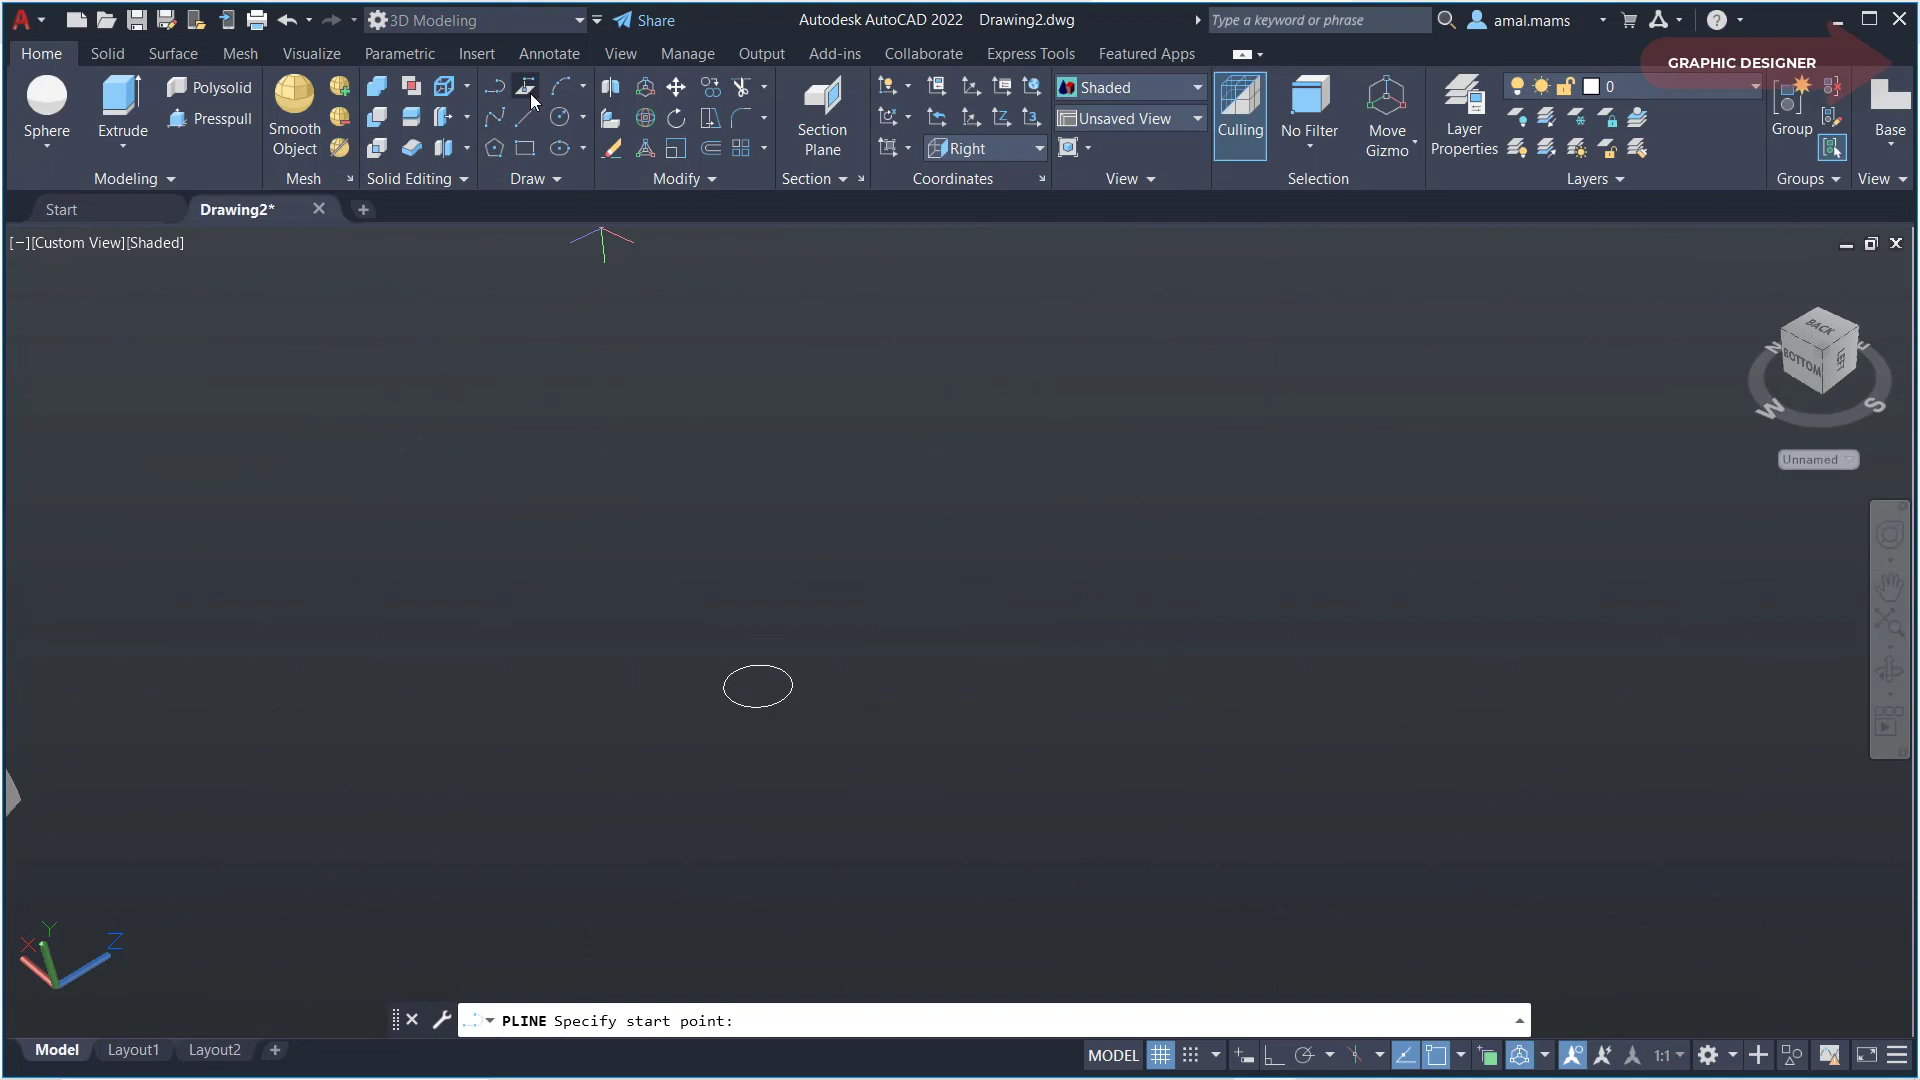 3D Modeling
Share
Autodesk AutoCAD 2022 Drawing2.dwg
Type a keyword or phrase
amal.mams
Home
Solid
Surface
Mesh
Visualize
Parametric
Insert
Annotate
View
Manage
Output
Add-ins
Collaborate
Express Tools
Featured Apps
GRAPHIC DESIGNER
Sphere
Extrude
Polysolid
Presspull
Smooth Object
Section Plane
Right
Shaded
Unsaved View
Culling
No Filter
Move Gizmo
Layer Properties
0
Group
Base
Modeling
Mesh
Solid Editing
Draw
Modify
Section
Coordinates
View
Selection
Layers
Groups
View
Start
Drawing2*
[−][Custom View][Shaded]
BACK
BOTTOM
LEFT
N
E
W
S
Unnamed
X
Y
Z
PLINE Specify start point:
Model
Layout1
Layout2
MODEL
1:1